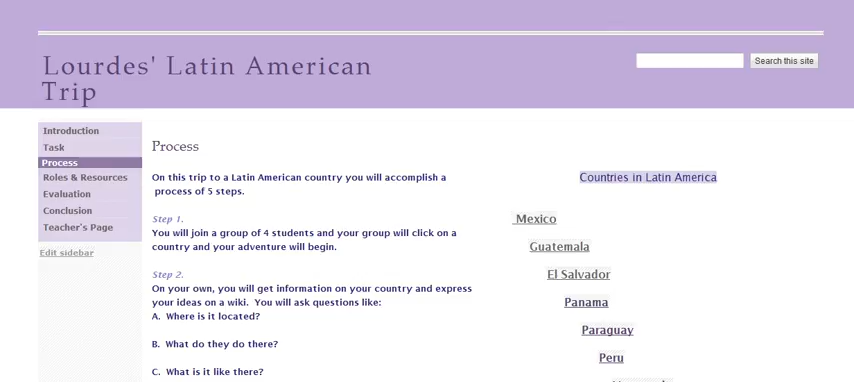 Lourdes' Latin American
Trip
Search this site
Introduction
Task
Process
Roles & Resources
Evaluation
Conclusion
Teacher's Page
Edit sidebar
Process
On this trip to a Latin American country you will accomplish a
process of 5 steps.
Step 1.
You will join a group of 4 students and your group will click on a
country and your adventure will begin.
Step 2.
On your own, you will get information on your country and express
your ideas on a wiki.  You will ask questions like:
A.  Where is it located?
B.  What do they do there?
C.  What is it like there?
Countries in Latin America
Mexico
Guatemala
El Salvador
Panama
Paraguay
Peru